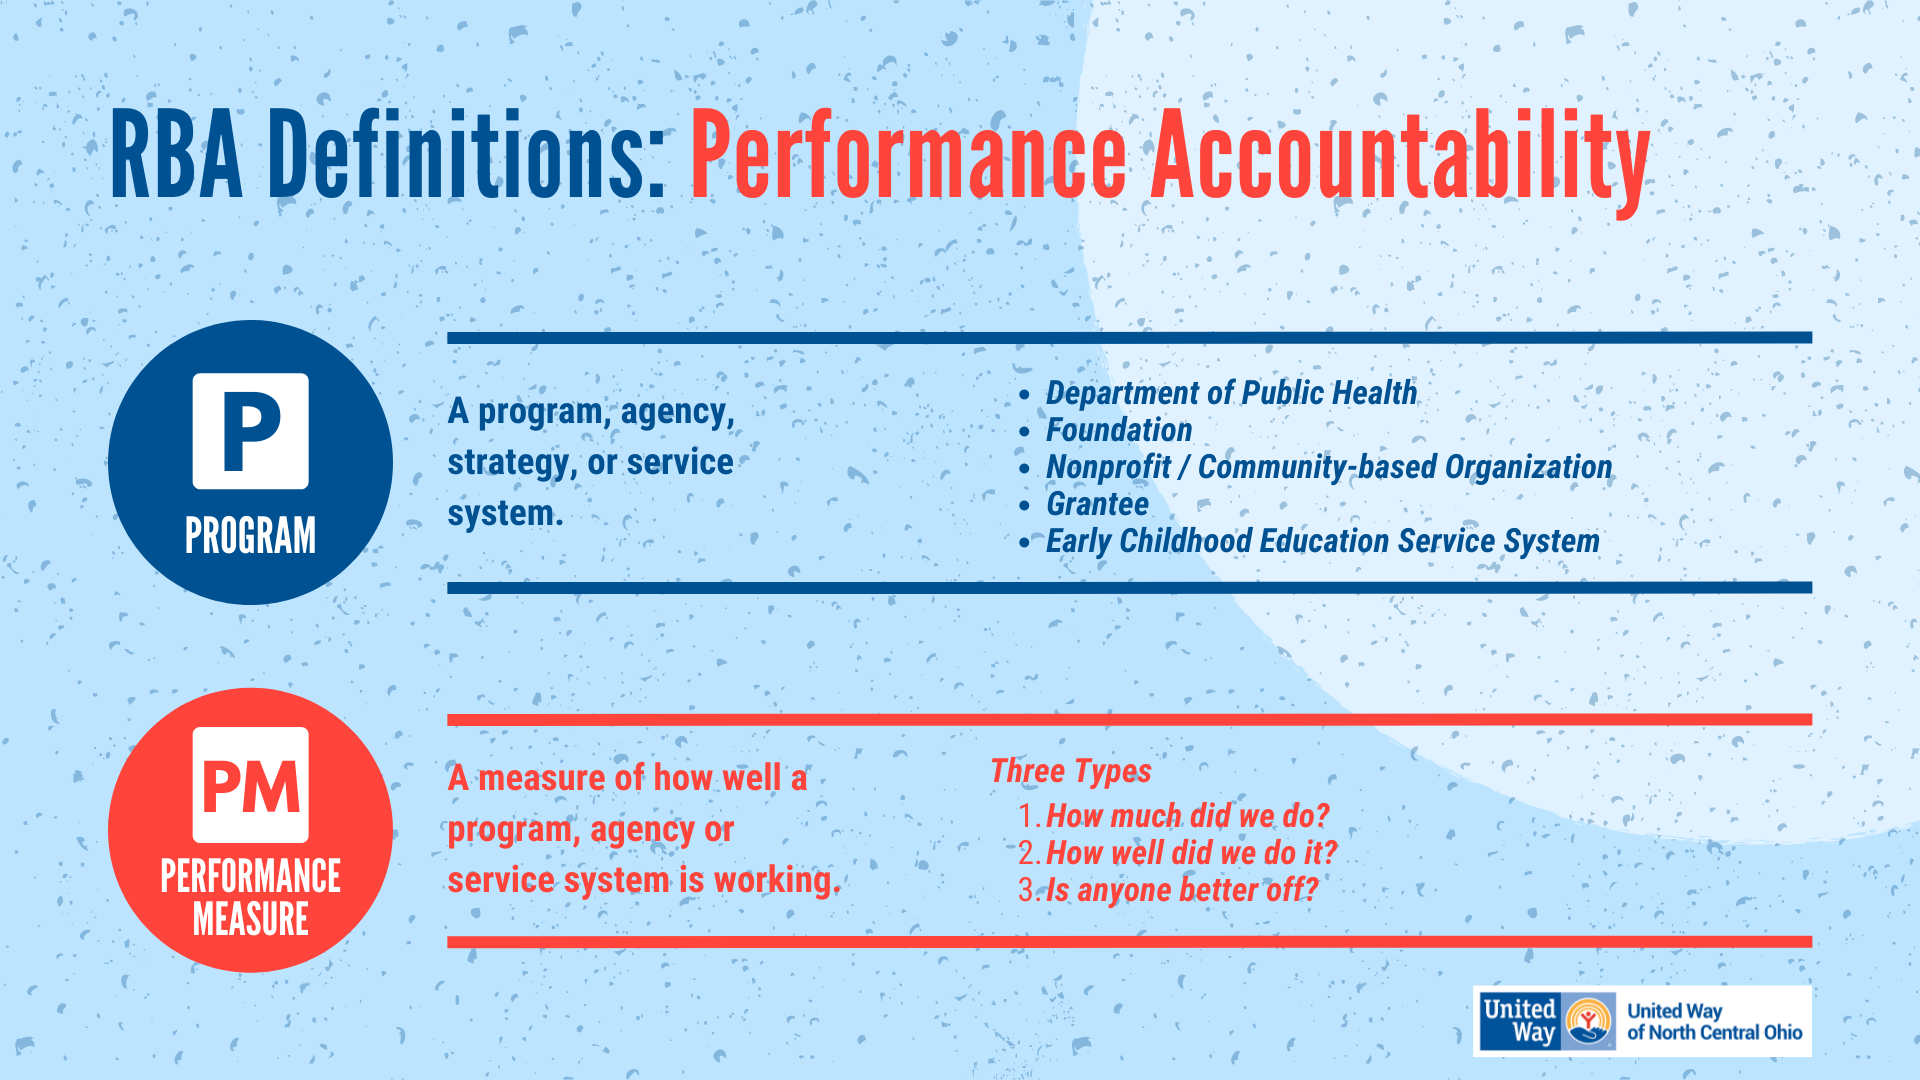 RBA Definitions: Performance Accountability
P
PROGRAM
A program, agency,
strategy, or service
system.
• Department of Public Health
• Foundation
• Nonprofit / Community-based Organization
• Grantee
• Early Childhood Education Service System
PM
PERFORMANCE
MEASURE
A measure of how well a
program, agency or
service system is working.
Three Types
1. How much did we do?
2. How well did we do it?
3. Is anyone better off?
United
Way
United Way
of North Central Ohio